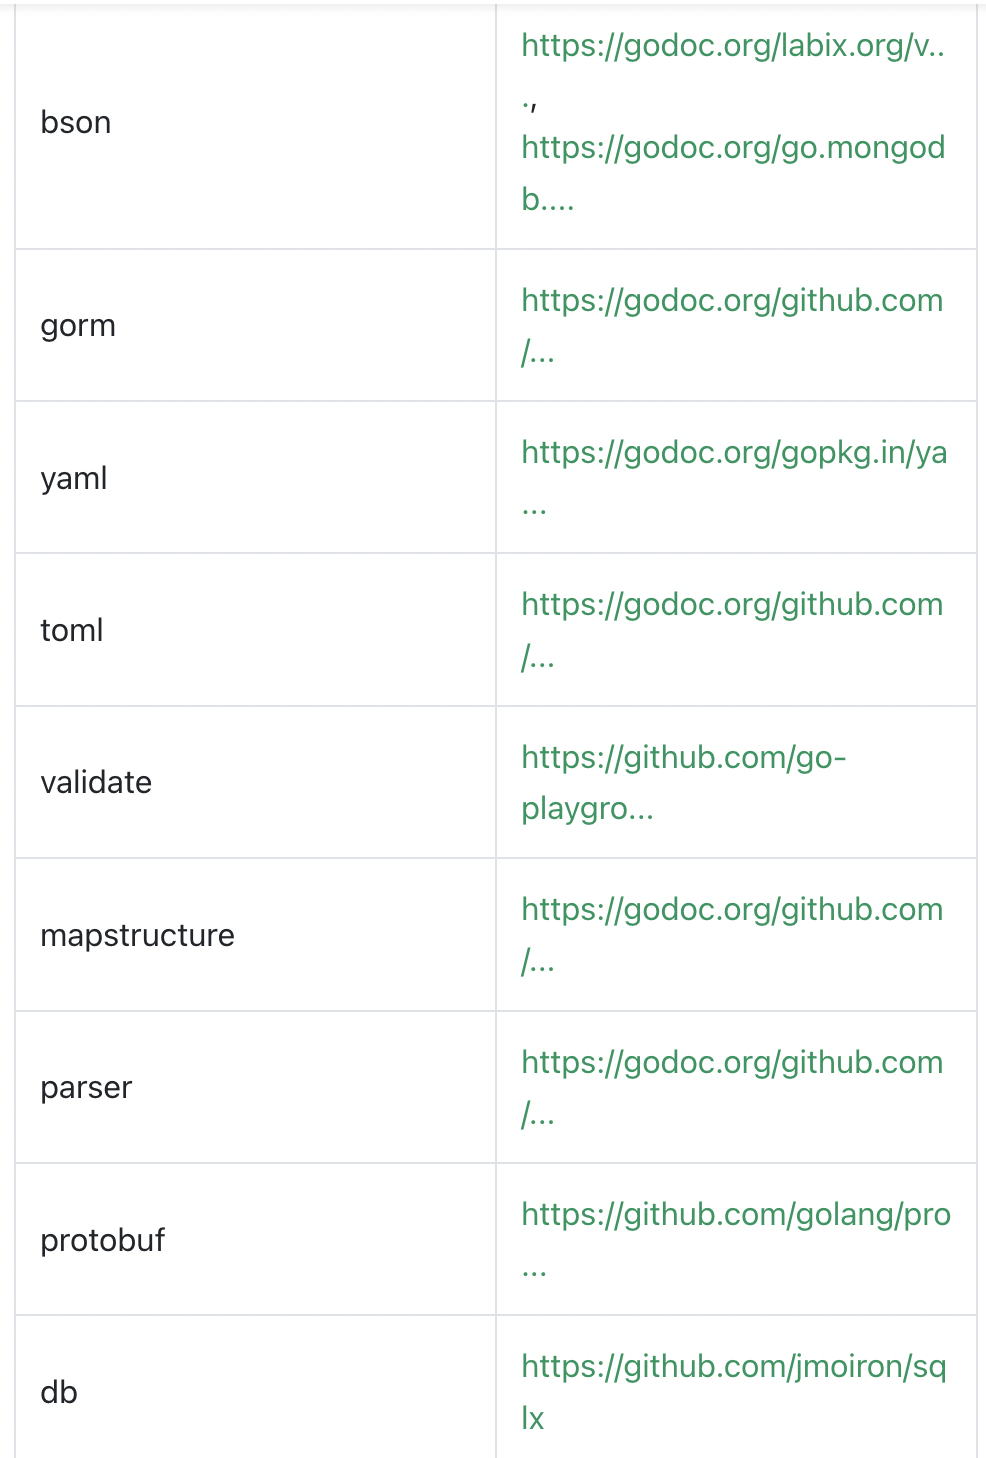 bson
https://godoc.org/labix.org/v..
.,
https://godoc.org/go.mongod
b....
gorm
https://godoc.org/github.com
/...
yaml
https://godoc.org/gopkg.in/ya
...
toml
https://godoc.org/github.com
/...
validate
https://github.com/go-
playgro...
mapstructure
https://godoc.org/github.com
/...
parser
https://godoc.org/github.com
/...
protobuf
https://github.com/golang/pro
...
db
https://github.com/jmoiron/sq
lx